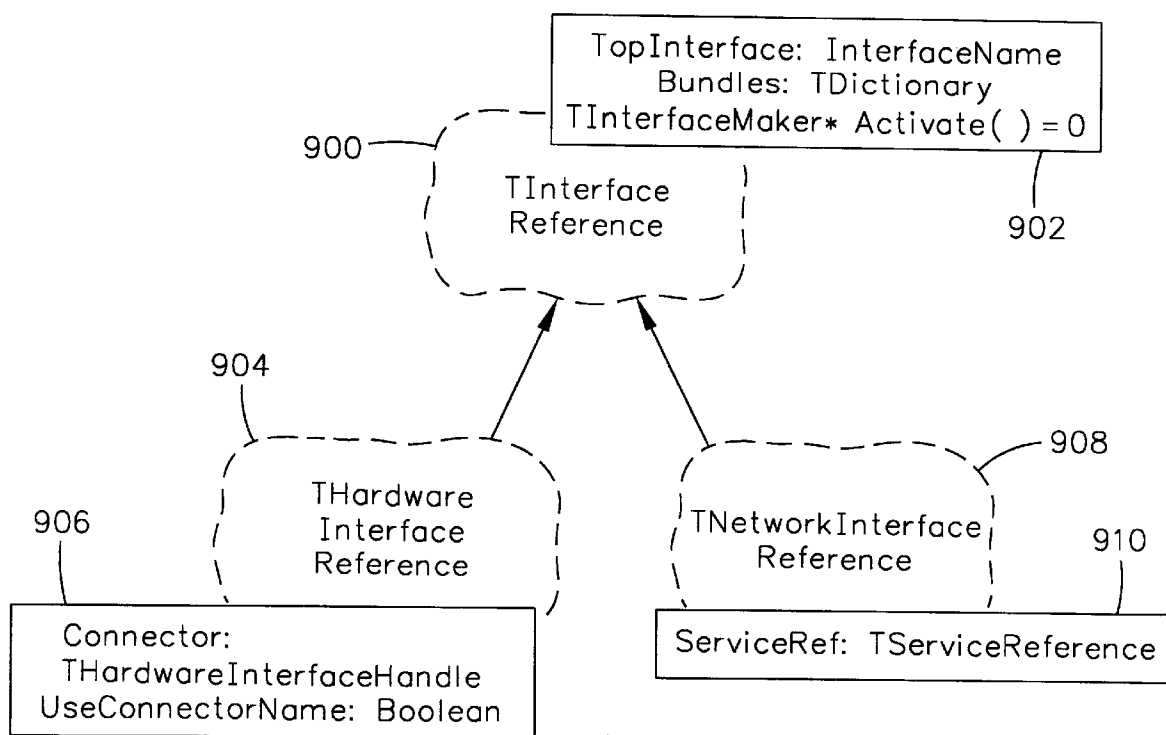 TopInterface: InterfaceName
Bundles: TDictionary
TInterfaceMaker* Activate( ) = 0
900
TInterface
Reference
902
904
908
THardware
Interface
Reference
TNetworkInterface
Reference
906
910
Connector:
THardwareInterfaceHandle
UseConnectorName: Boolean
ServiceRef: TServiceReference